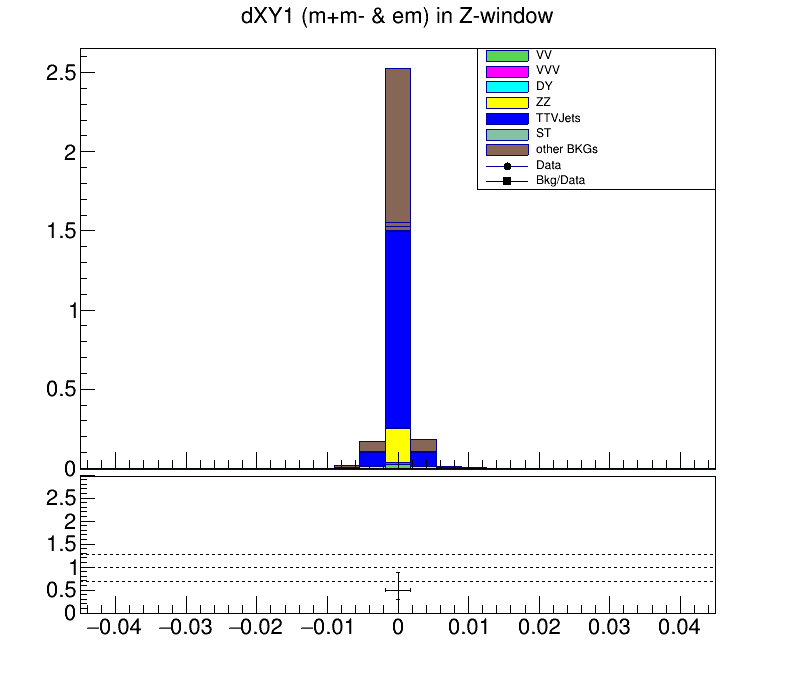 dXY1 (m+m- & em) in Z-window
2.5
2
1.5
1
0.5
0
VV
VVV
DY
ZZ
TTVJets
ST
other BKGs
Data
Bkg/Data
2.5
2
1.5
1
0.5
0
−0.04 −0.03 −0.02 −0.01 0 0.01 0.02 0.03 0.04